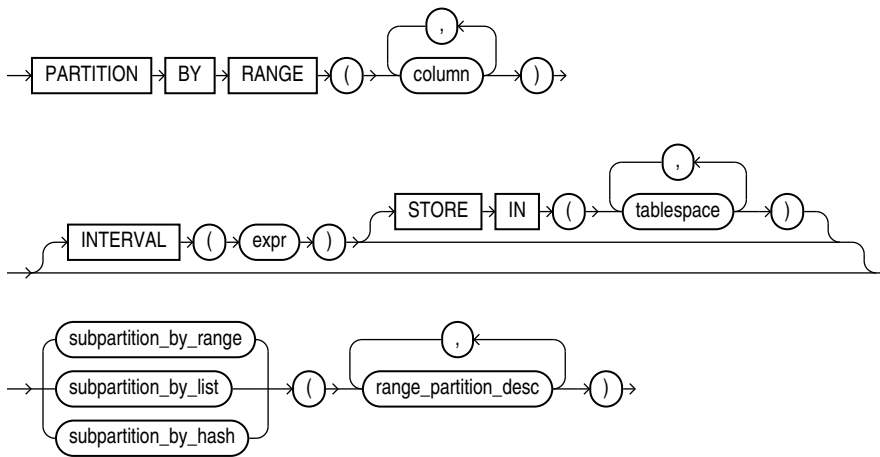 ,
PARTITION BY RANGE ( column )
,
STORE IN ( tablespace )
INTERVAL ( expr )
subpartition_by_range
,
subpartition_by_list ( range_partition_desc )
subpartition_by_hash